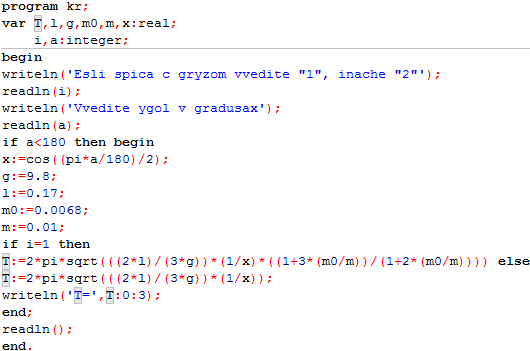 program kr;
var T,l,g,m0,m,x:real;
i,a:integer;
begin
writeln('Esli spica c gryzom vvedite "1", inache "2"');
readln(i);
writeln('Vvedite ygol v gradusax');
readln(a);
if a<180 then begin
x:=cos((pi*a/180)/2);
g:=9.8;
l:=0.17;
m0:=0.0068;
m:=0.01;
if i=1 then
T:=2*pi*sqrt(((2*l)/(3*g))*(1/x)*((1+3*(m0/m))/(1+2*(m0/m)))) else
T:=2*pi*sqrt(((2*l)/(3*g))*(1/x));
writeln('T=',T:0:3);
end;
readln();
end.